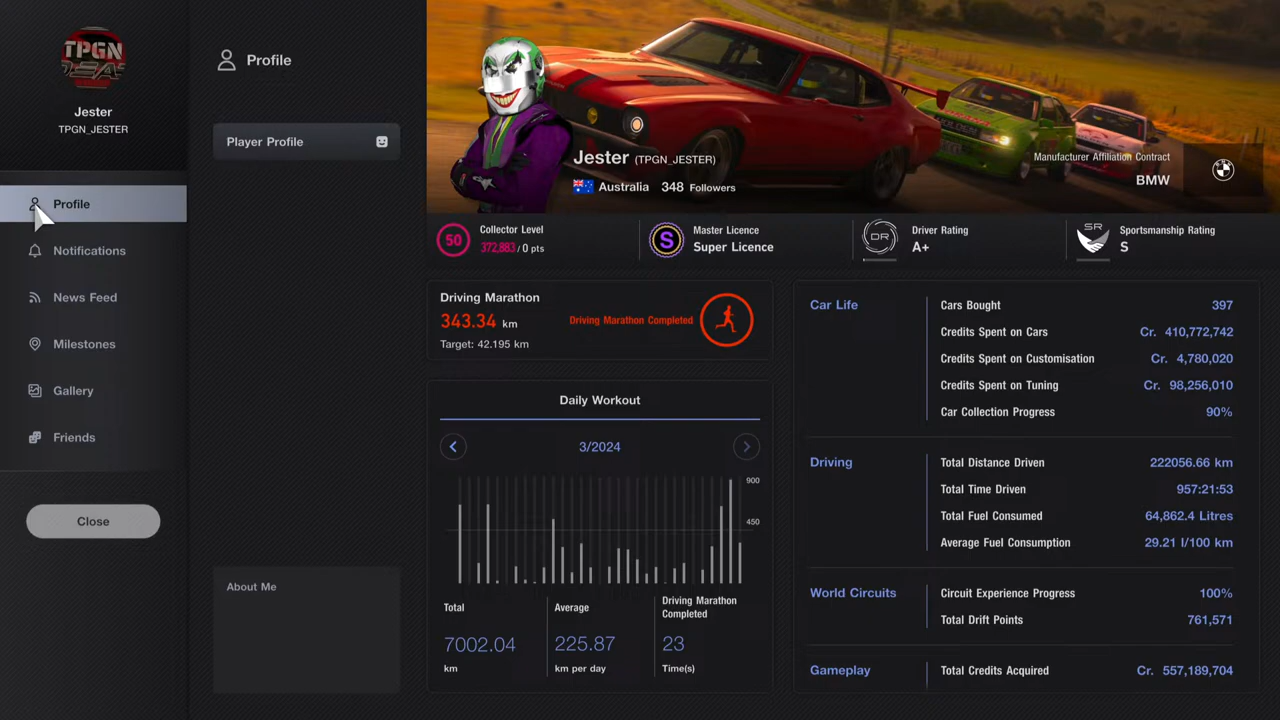 TPGN
Jester
TPGN_JESTER
Profile
Notifications
News Feed
Milestones
Gallery
Friends
Close
Profile
Player Profile
About Me
HOLDEN
Jester (TPGN_JESTER)
Australia 348 Followers
Manufacturer Affiliation Contract
BMW
50
Collector Level
372,883 / 0 pts
S
Master Licence
Super Licence
DR
Driver Rating
A+
SR
Sportsmanship Rating
S
Driving Marathon
343.34 km
Target: 42.195 km
Driving Marathon Completed
Daily Workout
3/2024
900
450
Total
7002.04
km
Average
225.87
km per day
Driving Marathon
Completed
23
Time(s)
Car Life
Cars Bought 397
Credits Spent on Cars Cr. 410,772,742
Credits Spent on Customisation Cr. 4,780,020
Credits Spent on Tuning Cr. 98,256,010
Car Collection Progress 90%
Driving
Total Distance Driven 222056.66 km
Total Time Driven 957:21:53
Total Fuel Consumed 64,862.4 Litres
Average Fuel Consumption 29.21 l/100 km
World Circuits
Circuit Experience Progress 100%
Total Drift Points 761,571
Gameplay
Total Credits Acquired Cr. 557,189,704